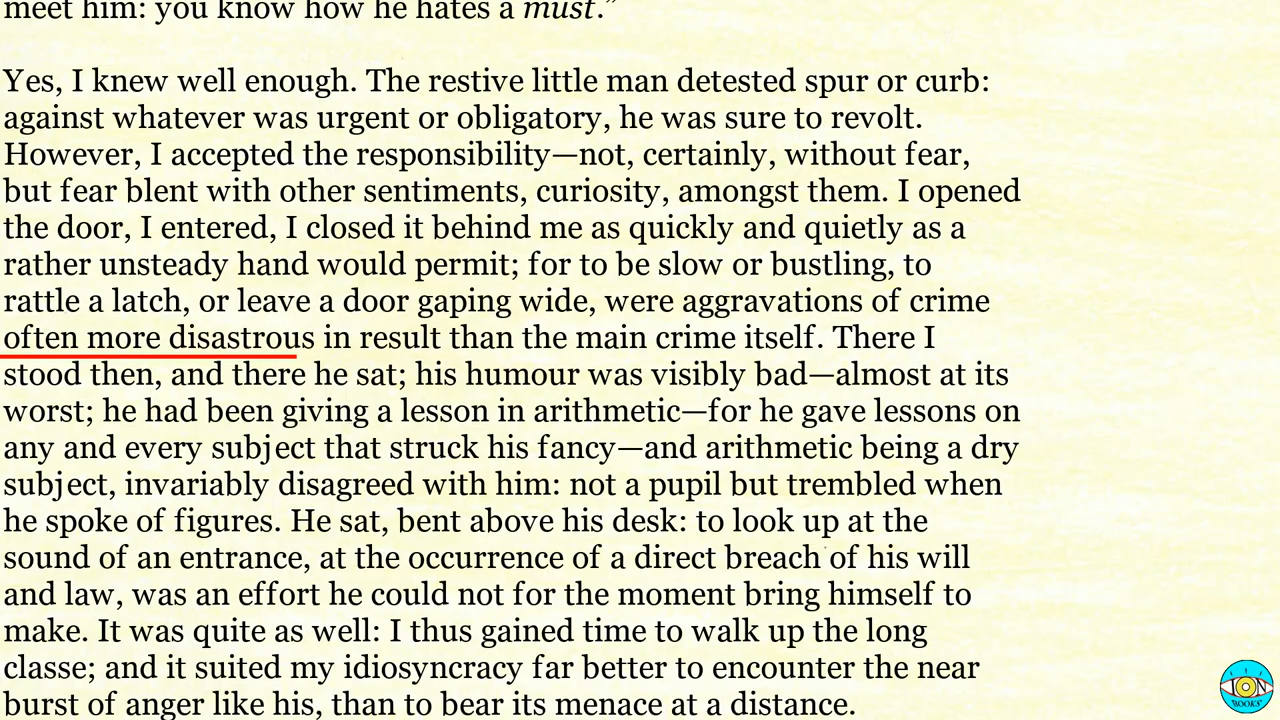 meet him: you know how he hates a must.”
Yes, I knew well enough. The restive little man detested spur or curb:
against whatever was urgent or obligatory, he was sure to revolt.
However, I accepted the responsibility—not, certainly, without fear,
but fear blent with other sentiments, curiosity, amongst them. I opened
the door, I entered, I closed it behind me as quickly and quietly as a
rather unsteady hand would permit; for to be slow or bustling, to
rattle a latch, or leave a door gaping wide, were aggravations of crime
often more disastrous in result than the main crime itself. There I
stood then, and there he sat; his humour was visibly bad—almost at its
worst; he had been giving a lesson in arithmetic—for he gave lessons on
any and every subject that struck his fancy—and arithmetic being a dry
subject, invariably disagreed with him: not a pupil but trembled when
he spoke of figures. He sat, bent above his desk: to look up at the
sound of an entrance, at the occurrence of a direct breach of his will
and law, was an effort he could not for the moment bring himself to
make. It was quite as well: I thus gained time to walk up the long
classe; and it suited my idiosyncracy far better to encounter the near
burst of anger like his, than to bear its menace at a distance.
ION
BOOKS